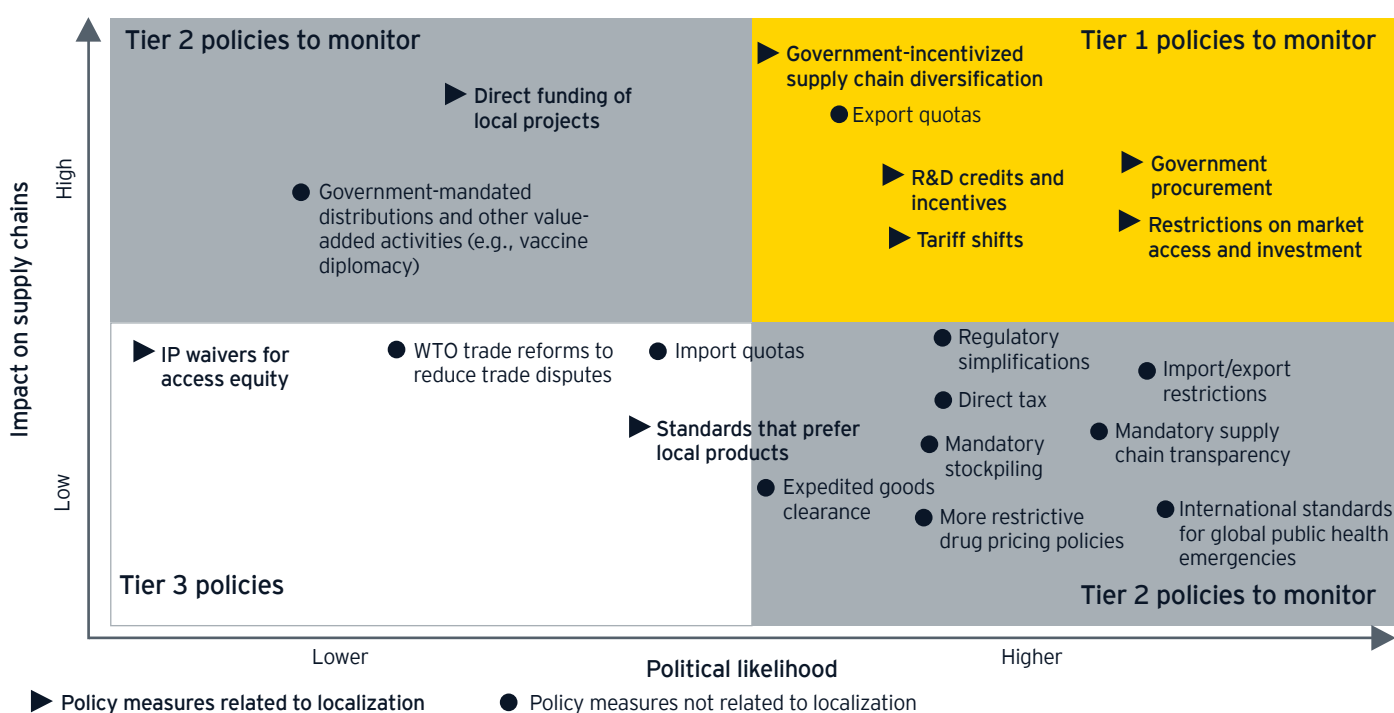 Tier 2 policies to monitor
Tier 1 policies to monitor
Government-incentivized
supply chain diversification
Direct funding of
local projects
Export quotas
Government
procurement
R&D credits and
incentives
Government-mandated
distributions and other value-
added activities (e.g., vaccine
diplomacy)
Restrictions on market
access and investment
Tariff shifts
High
Impact on supply chains
Low
IP waivers for
access equity
WTO trade reforms to
reduce trade disputes
Import quotas
Regulatory
simplifications
Import/export
restrictions
Direct tax
Standards that prefer
local products
Mandatory
stockpiling
Mandatory supply
chain transparency
Expedited goods
clearance
More restrictive
drug pricing policies
International standards
for global public health
emergencies
Tier 3 policies
Tier 2 policies to monitor
Lower
Political likelihood
Higher
Policy measures related to localization
Policy measures not related to localization